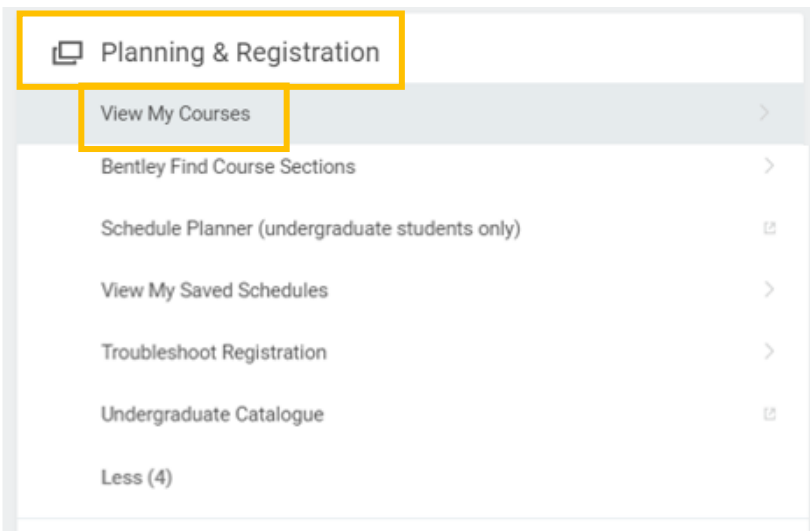 Planning & Registration
View My Courses
Bentley Find Course Sections
Schedule Planner (undergraduate students only)
View My Saved Schedules
Troubleshoot Registration
Undergraduate Catalogue
Less (4)